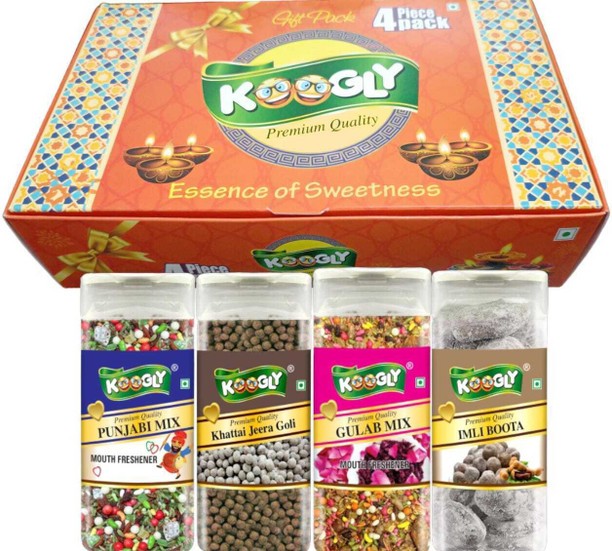 Gift Pack
4 Piece pack
KOOGLY
Premium Quality
Essence of Sweetness
4 Piece pack
KOOGLY
KOOGLY®
Premium Quality
PUNJABI MIX
MOUTH FRESHENER
KOOGLY®
Premium Quality
Khattai Jeera Goli
KOOGLY®
Premium Quality
GULAB MIX
MOUTH FRESHENER
KOOGLY®
Premium Quality
IMLI BOOTA